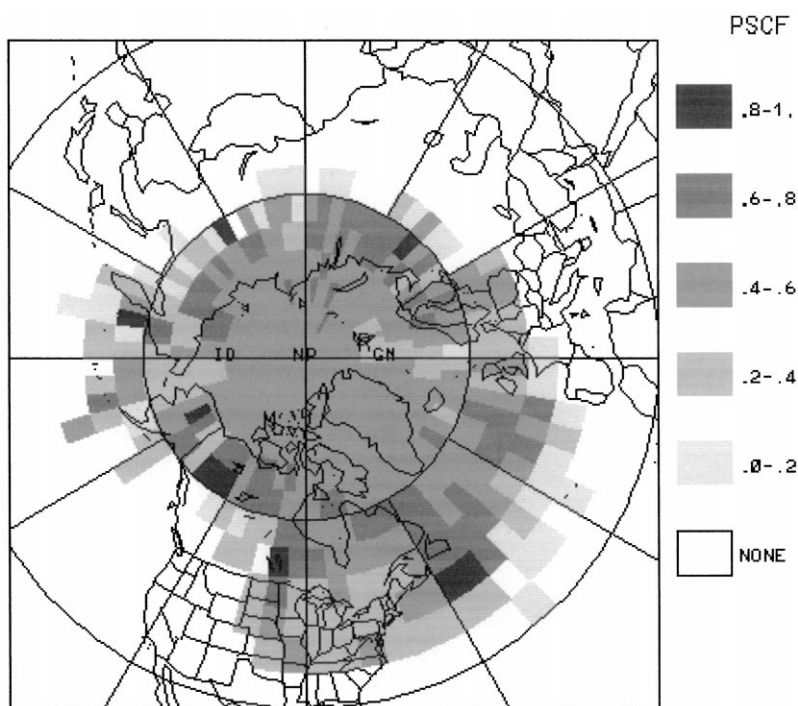 PSCF
.8-1.
.6-.8
.4-.6
.2-.4
.0-.2
NONE
ID
NP
GN
M